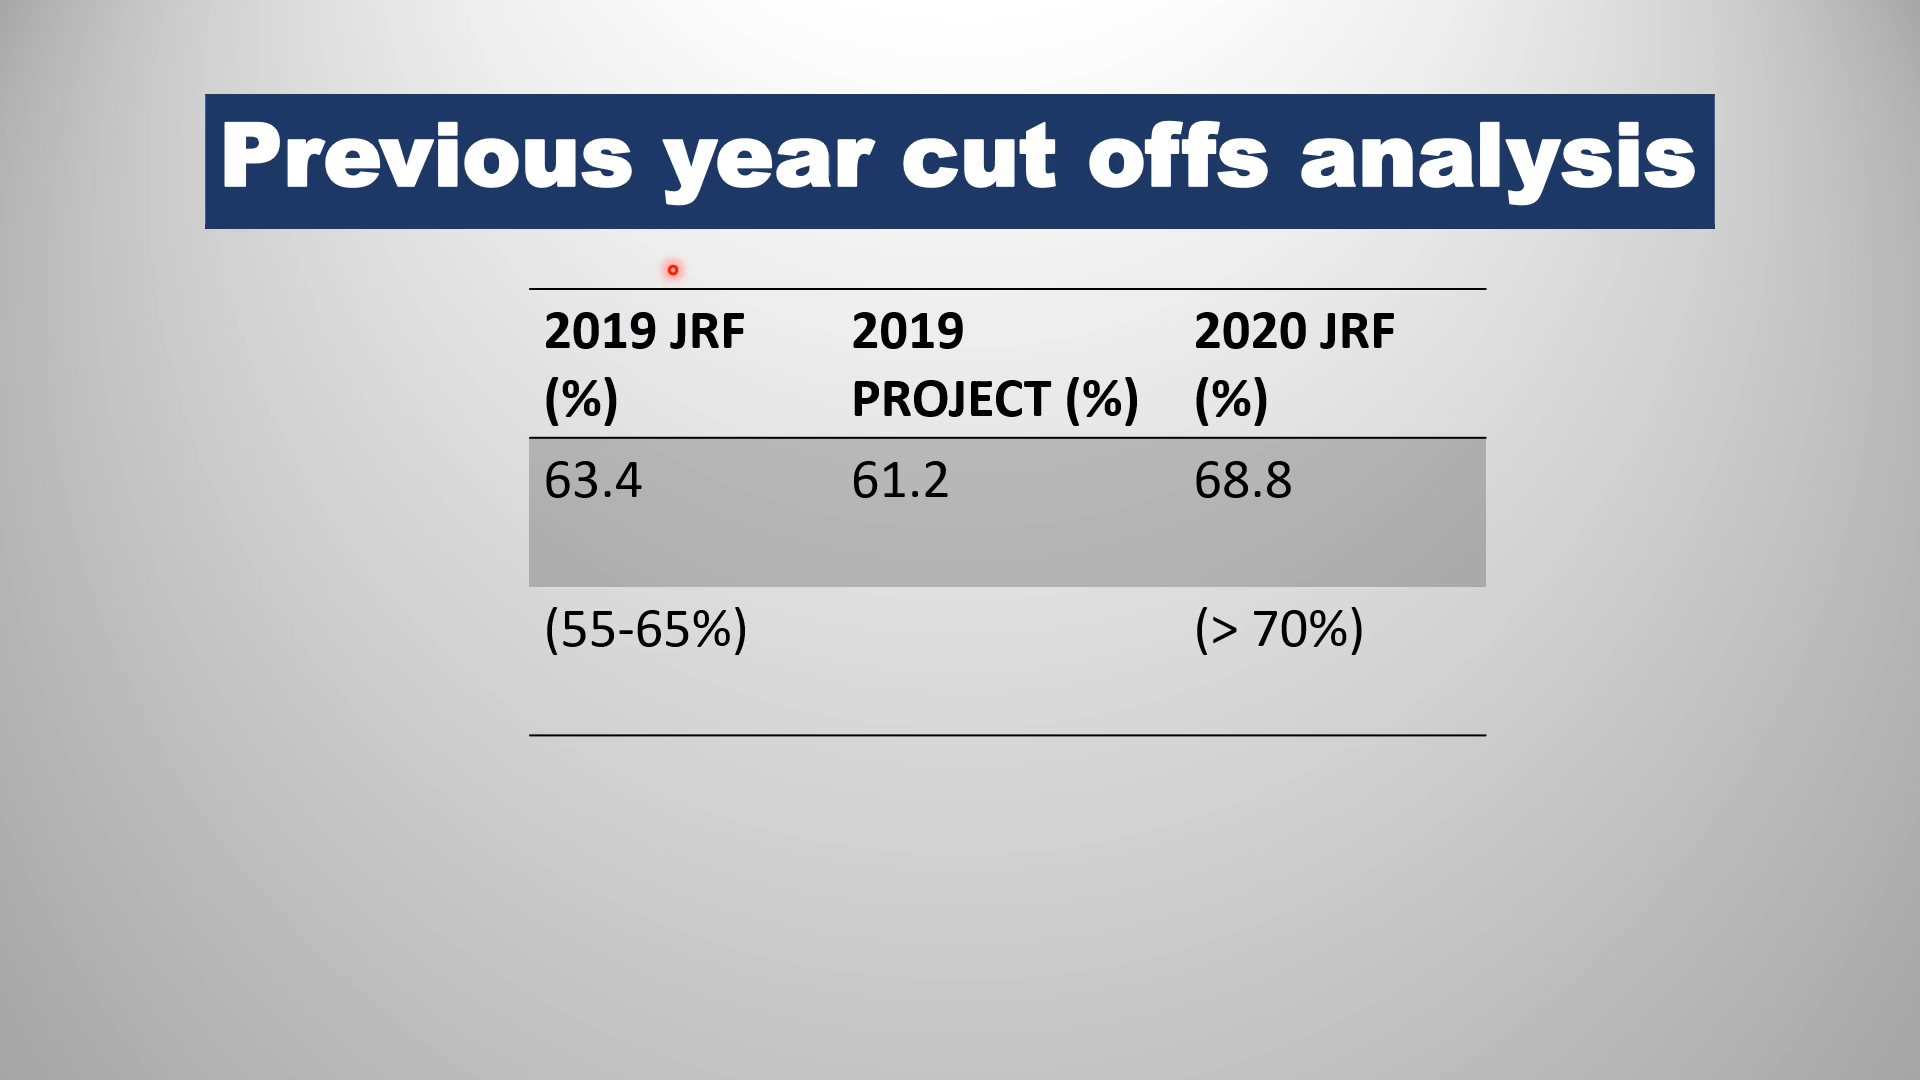 Previous year cut offs analysis
2019 JRF 2019 2020 JRF
(%) PROJECT (%) (%)
63.4 61.2 68.8
(55-65%) (> 70%)